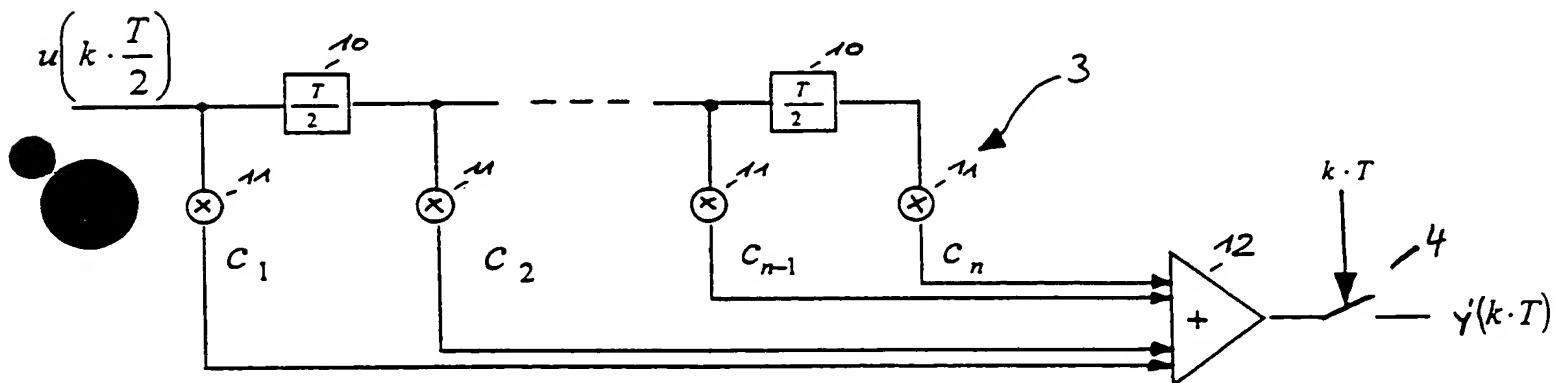 u(k · T/2)
10
10
3
T/2
T/2
11
11
11
11
k · T
C 1
C 2
C n-1
C n
12
4
+
y'(k · T)